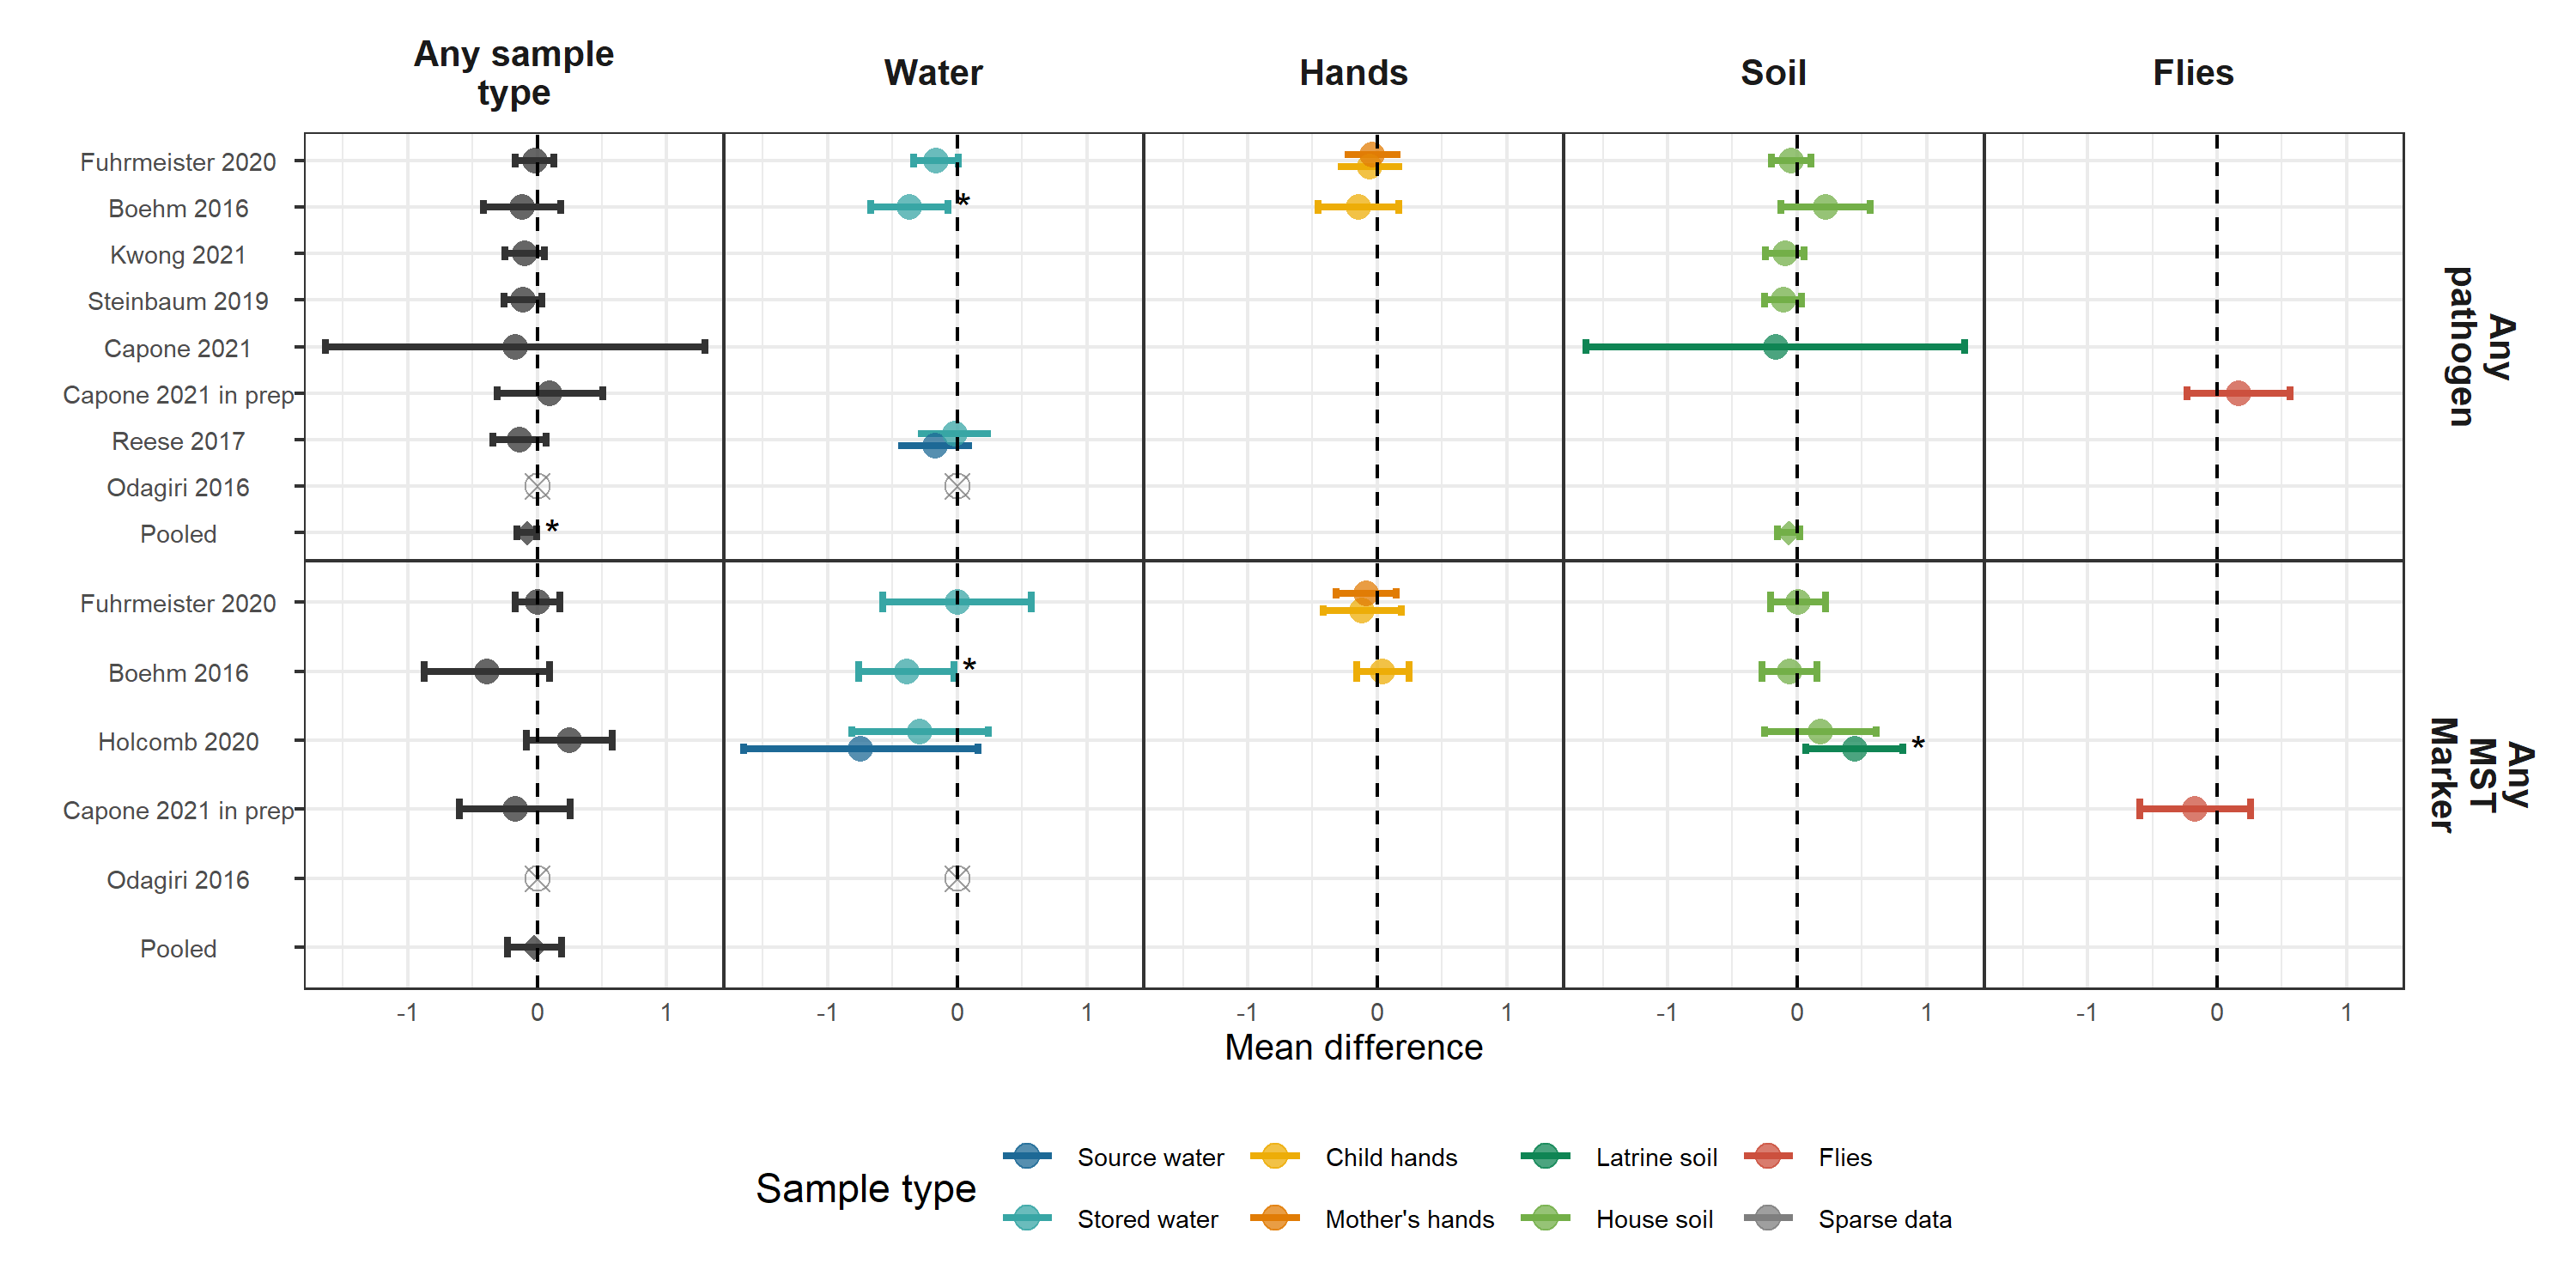 Any sample
type
Water
Hands
Soil
Flies
Fuhrmeister 2020
*
Boehm 2016
Kwong 2021
Steinbaum 2019
Capone 2021
Capone 2021 in prep
Reese 2017
Odagiri 2016
Pooled
*
Any
pathogen
Fuhrmeister 2020
Boehm 2016
*
Holcomb 2020
*
Capone 2021 in prep
Odagiri 2016
Pooled
Any
MST
Marker
-1 0 1
-1 0 1
-1 0 1
-1 0 1
-1 0 1
Mean difference
Sample type
Source water
Child hands
Latrine soil
Flies
Stored water
Mother's hands
House soil
Sparse data